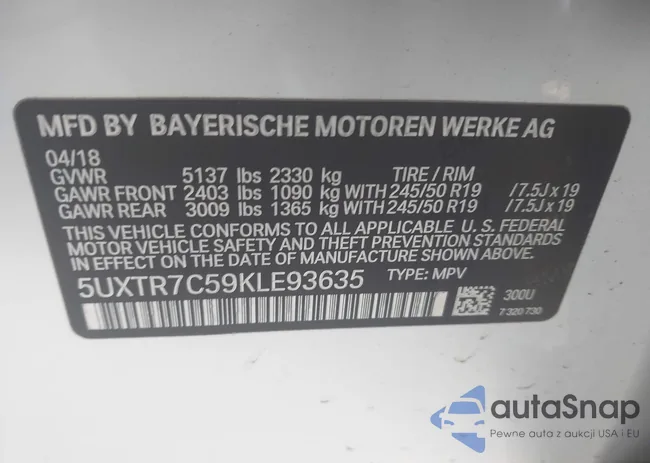 MFD BY BAYERISCHE MOTOREN WERKE AG
04/18
GVWR 5137 lbs 2330 kg TIRE / RIM
GAWR FRONT 2403 lbs 1090 kg WITH 245/50 R19 /7.5J x 19
GAWR REAR 3009 lbs 1365 kg WITH 245/50 R19 /7.5J x 19
THIS VEHICLE CONFORMS TO ALL APPLICABLE U. S. FEDERAL
MOTOR VEHICLE SAFETY AND THEFT PREVENTION STANDARDS
IN EFFECT ON THE DATE OF MANUFACTURE SHOWN ABOVE.
5UXTR7C59KLE93635 TYPE: MPV
300U
7 320 730
autaSnap
Pewne auta z aukcji USA i EU